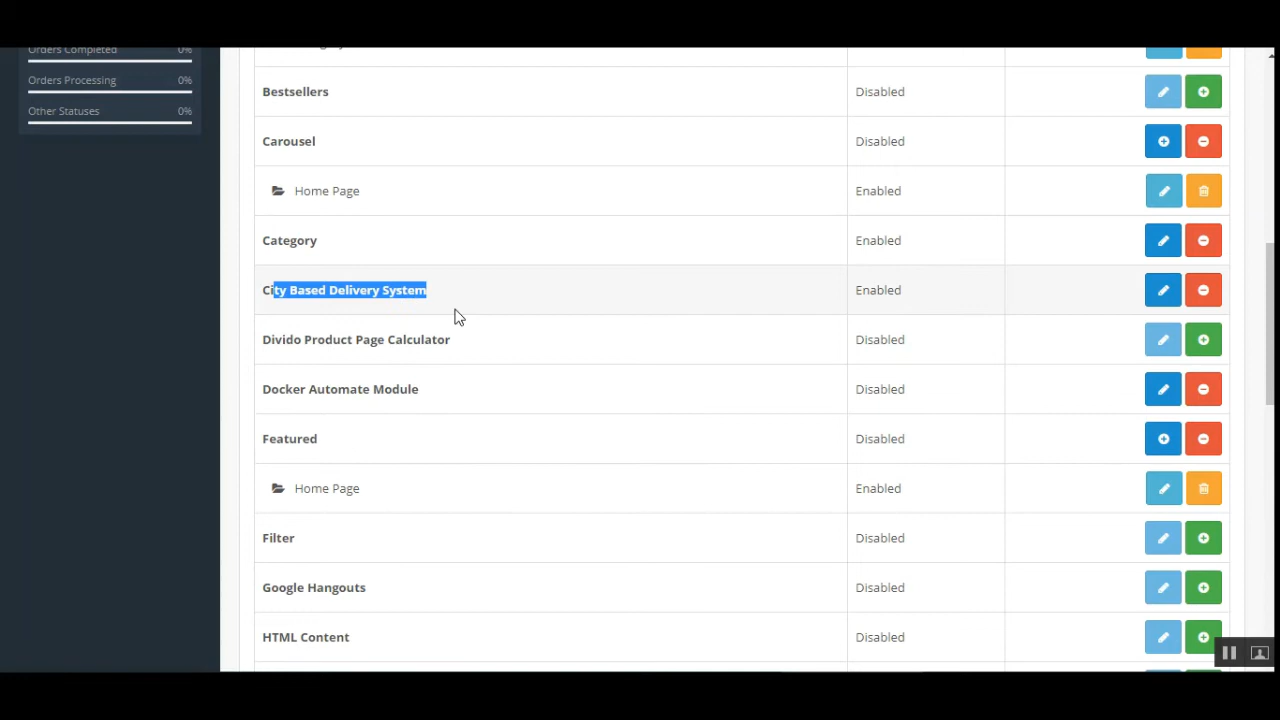 Orders Completed 0%
Orders Processing 0%
Other Statuses 0%
Bestsellers Disabled
Carousel Disabled
Home Page Enabled
Category Enabled
City Based Delivery System Enabled
Divido Product Page Calculator Disabled
Docker Automate Module Disabled
Featured Disabled
Home Page Enabled
Filter Disabled
Google Hangouts Disabled
HTML Content Disabled